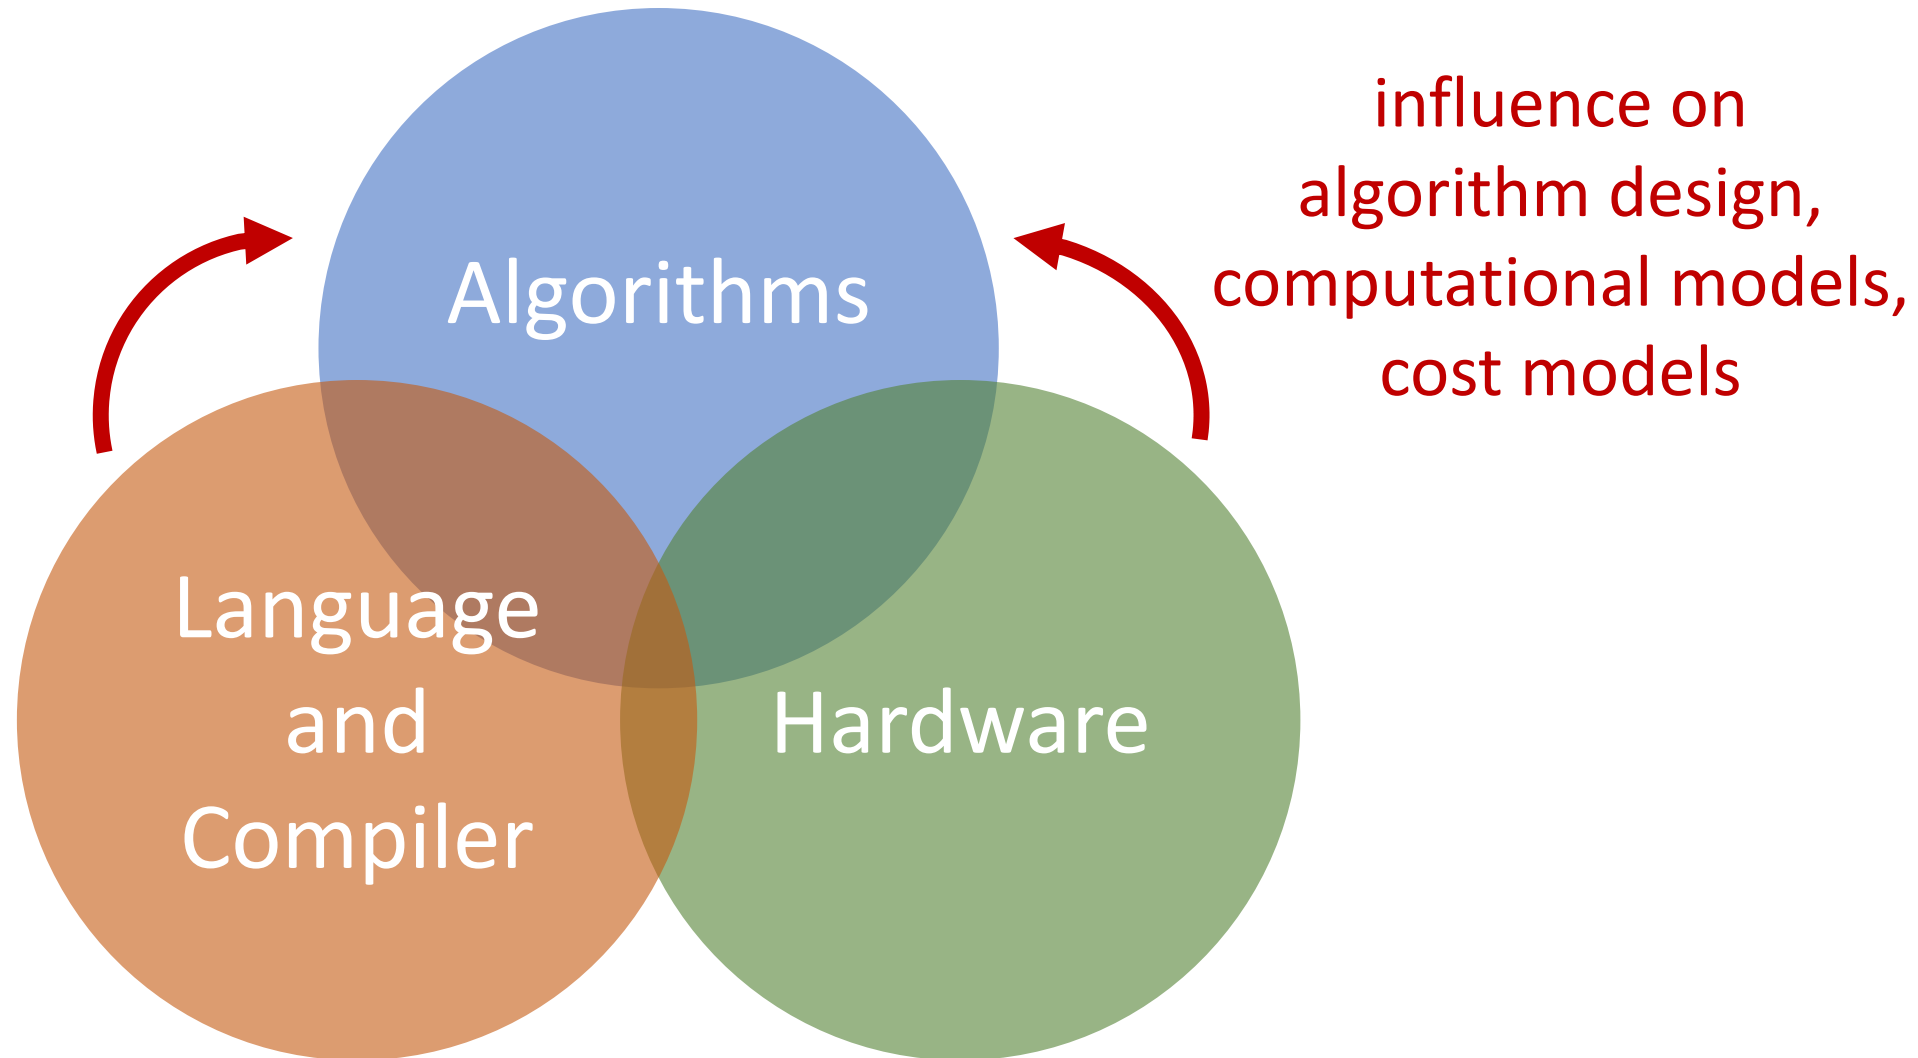 influence on
algorithm design,
computational models,
cost models
Algorithms
Language
and
Compiler
Hardware